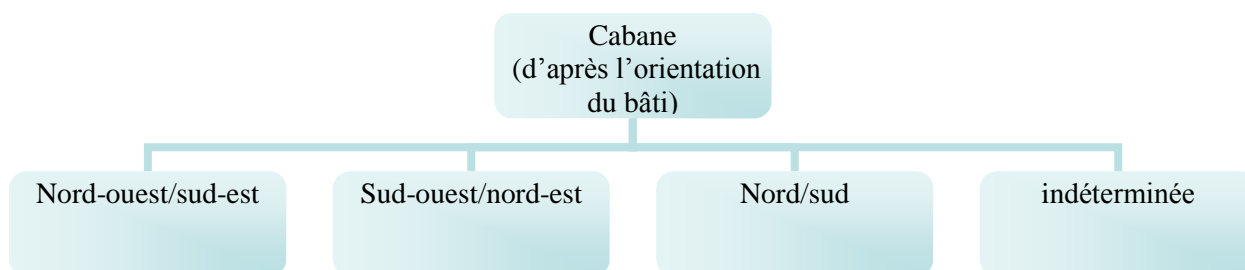 Cabane
(d’après l’orientation
du bâti)
Nord-ouest/sud-est
Sud-ouest/nord-est
Nord/sud
indéterminée